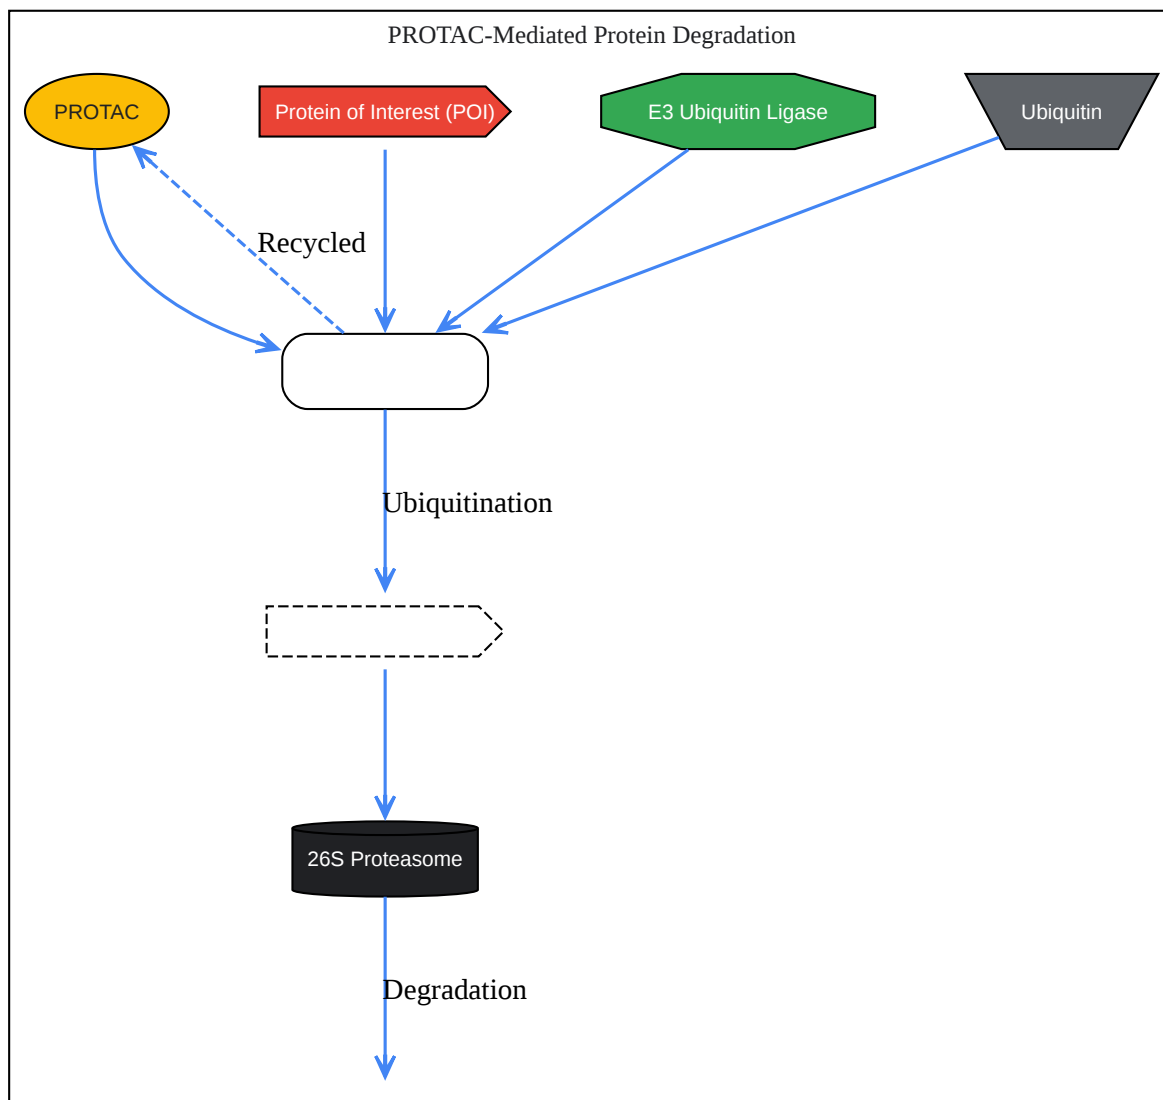 PROTAC-Mediated Protein Degradation
PROTAC
Protein of Interest (POI)
E3 Ubiquitin Ligase
Ubiquitin
Recycled
Ubiquitination
26S Proteasome
Degradation